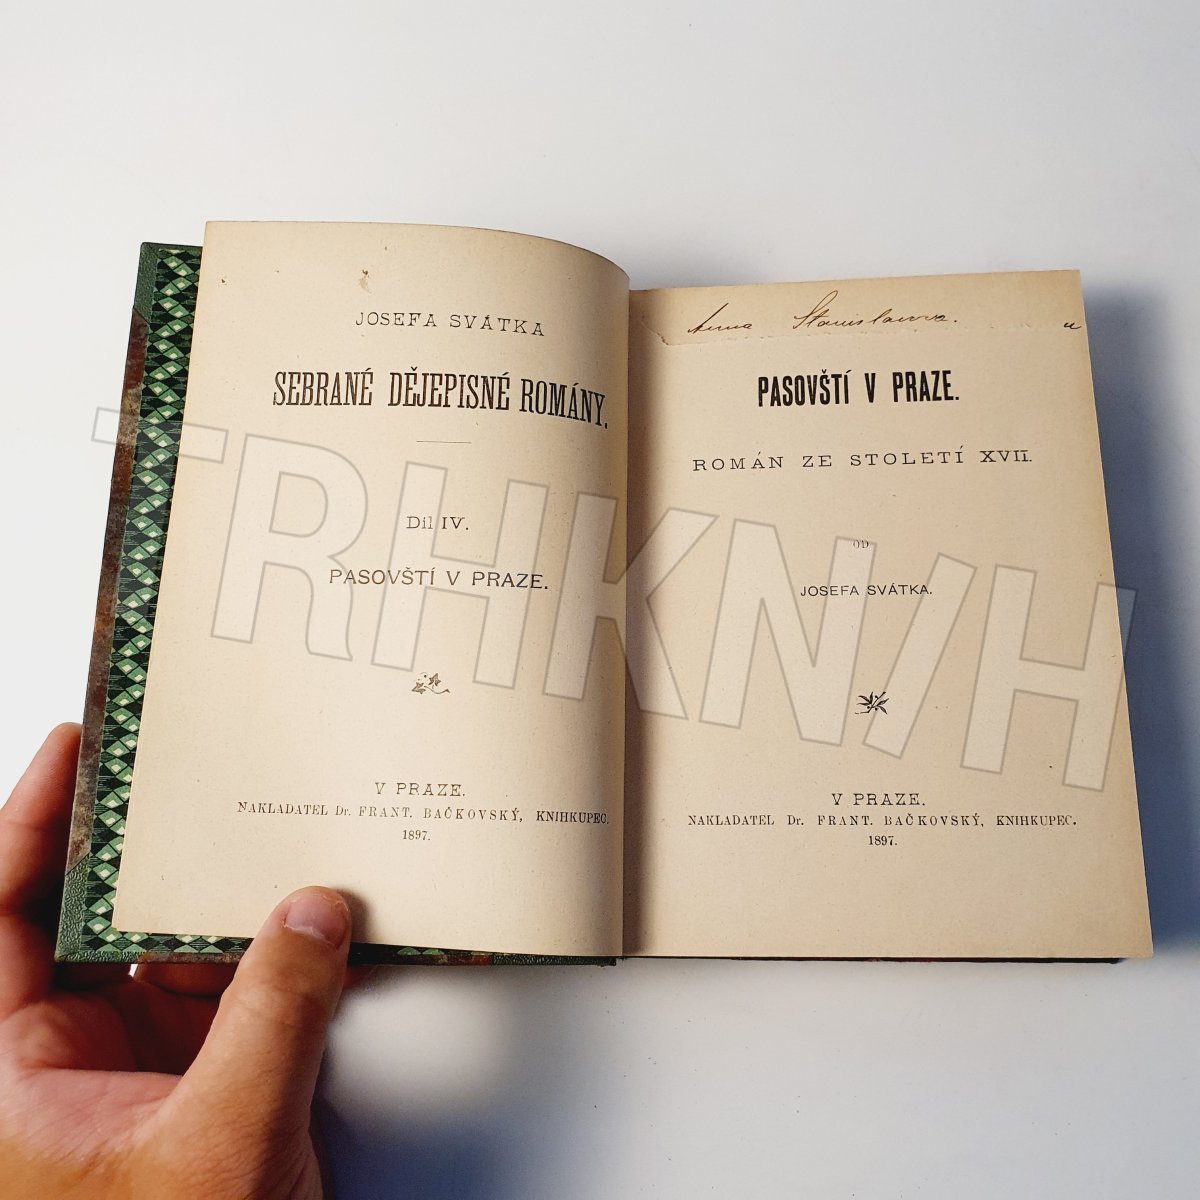 JOSEFA SVÁTKA
SEBRANÉ DĚJEPISNÉ ROMÁNY.
Díl IV.
PASOVŠTÍ V PRAZE.
V PRAZE.
NAKLADATEL Dr. FRANT. BAČKOVSKÝ, KNIHKUPEC.
1897.
Anna Stanislavova.
PASOVŠTÍ V PRAZE.
ROMÁN ZE STOLETÍ XVII.
OD
JOSEFA SVÁTKA.
V PRAZE.
NAKLADATEL Dr. FRANT. BAČKOVSKÝ, KNIHKUPEC.
1897.
TRHKNIH